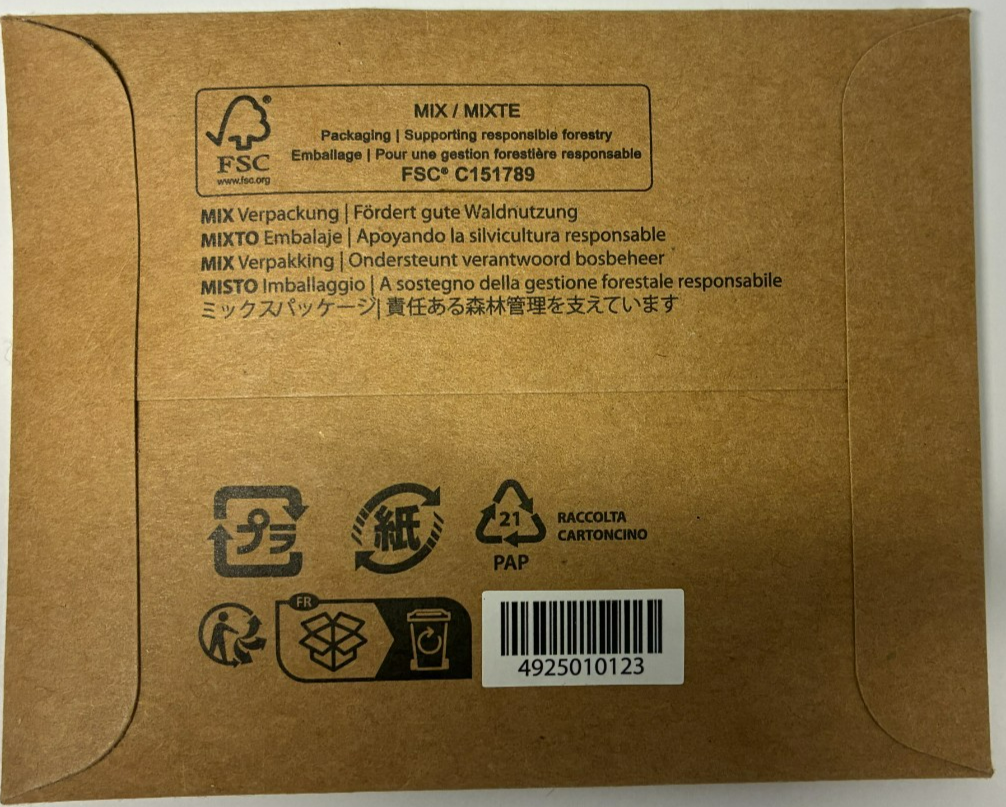 MIX / MIXTE
Packaging | Supporting responsible forestry
Emballage | Pour une gestion forestière responsable
FSC® C151789
FSC
www.fsc.org
MIX Verpackung | Fördert gute Waldnutzung
MIXTO Embalaje | Apoyando la silvicultura responsable
MIX Verpakking | Ondersteunt verantwoord bosbeheer
MISTO Imballaggio | A sostegno della gestione forestale responsabile
ミックスパッケージ| 責任ある森林管理を支えています
プラ
紙
21
PAP
RACCOLTA
CARTONCINO
FR
4925010123